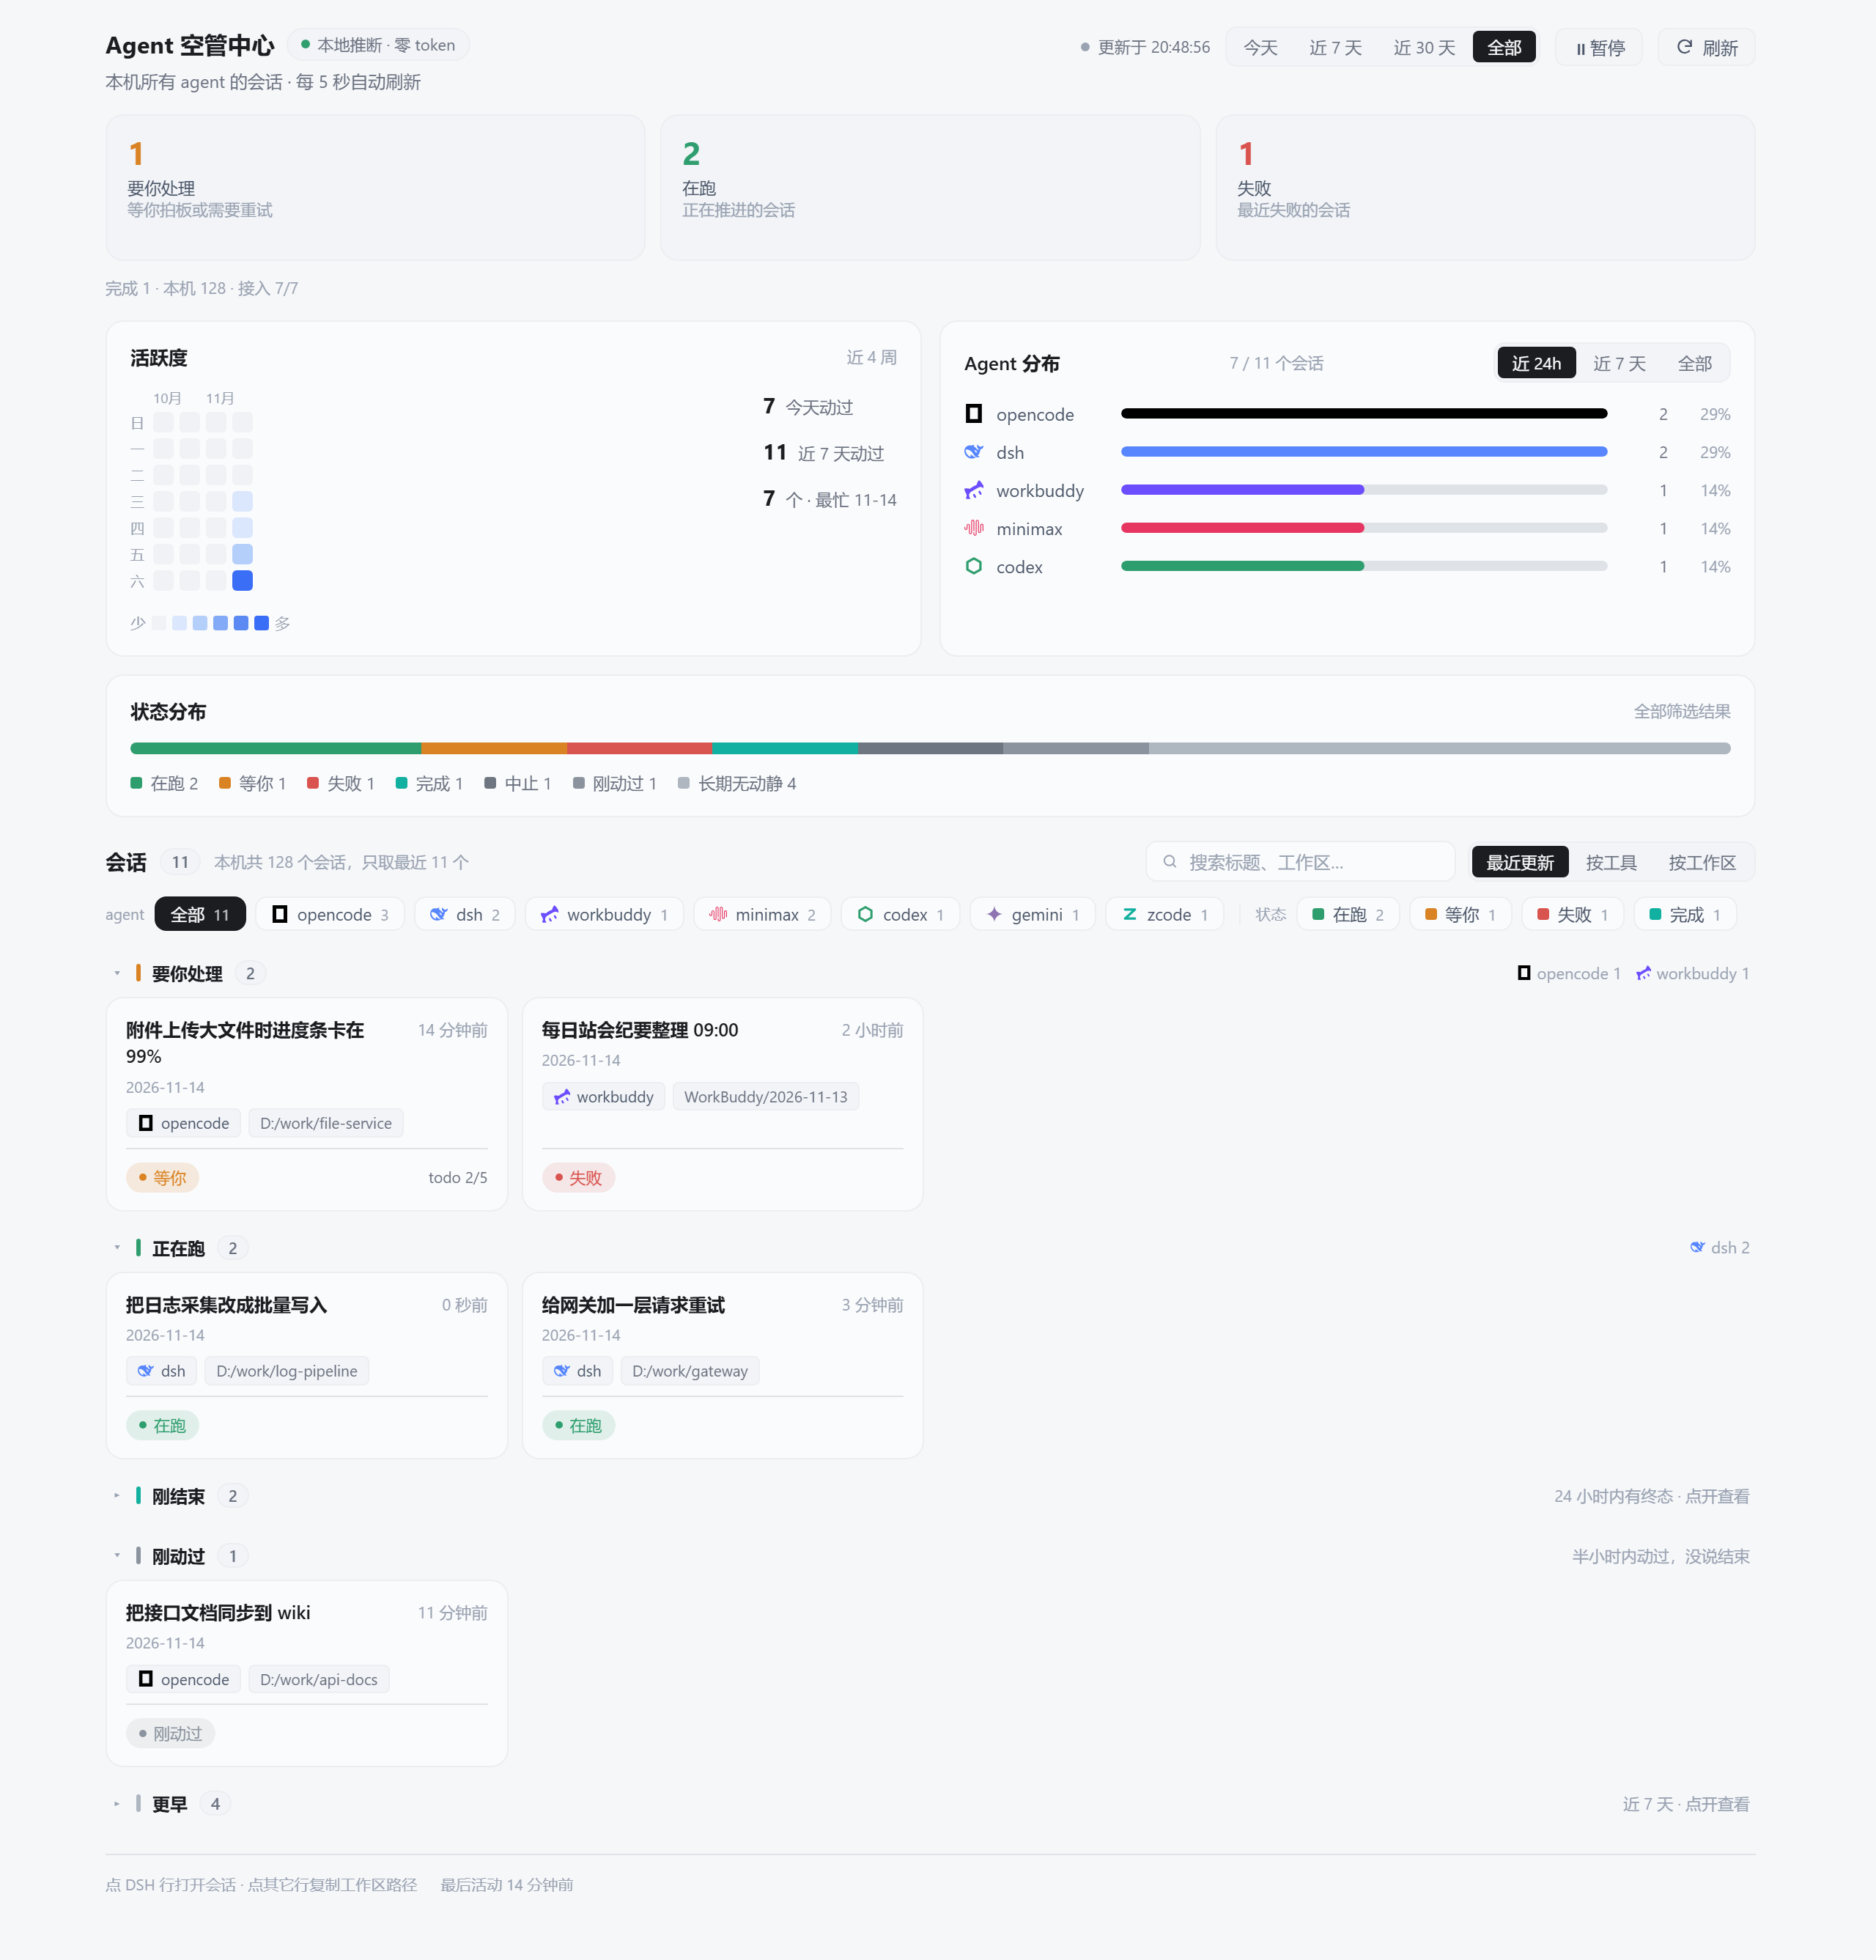 Agent 空管中心
本地推断 · 零 token
更新于 20:48:56
今天
近 7 天
近 30 天
全部
暂停
刷新
本机所有 agent 的会话 · 每 5 秒自动刷新
1
要你处理
等你拍板或需要重试
2
在跑
正在推进的会话
1
失败
最近失败的会话
完成 1 · 本机 128 · 接入 7/7
活跃度
近 4 周
10月
11月
日
一
二
三
四
五
六
少
多
7 今天动过
11 近 7 天动过
7 个 · 最忙 11-14
Agent 分布
7 / 11 个会话
近 24h
近 7 天
全部
opencode 2 29%
dsh 2 29%
workbuddy 1 14%
minimax 1 14%
codex 1 14%
状态分布
全部筛选结果
在跑 2
等你 1
失败 1
完成 1
中止 1
刚动过 1
长期无动静 4
会话 11
本机共 128 个会话，只取最近 11 个
搜索标题、工作区...
最近更新
按工具
按工作区
agent
全部 11
opencode 3
dsh 2
workbuddy 1
minimax 2
codex 1
gemini 1
zcode 1
状态
在跑 2
等你 1
失败 1
完成 1
要你处理 2
opencode 1
workbuddy 1
附件上传大文件时进度条卡在
99%
14 分钟前
2026-11-14
opencode
D:/work/file-service
等你
todo 2/5
每日站会纪要整理 09:00
2 小时前
2026-11-14
workbuddy
WorkBuddy/2026-11-13
失败
正在跑 2
dsh 2
把日志采集改成批量写入
0 秒前
2026-11-14
dsh
D:/work/log-pipeline
在跑
给网关加一层请求重试
3 分钟前
2026-11-14
dsh
D:/work/gateway
在跑
刚结束 2
24 小时内有终态 · 点开查看
刚动过 1
半小时内动过，没说结束
把接口文档同步到 wiki
11 分钟前
2026-11-14
opencode
D:/work/api-docs
刚动过
更早 4
近 7 天 · 点开查看
点 DSH 行打开会话 · 点其它行复制工作区路径
最后活动 14 分钟前